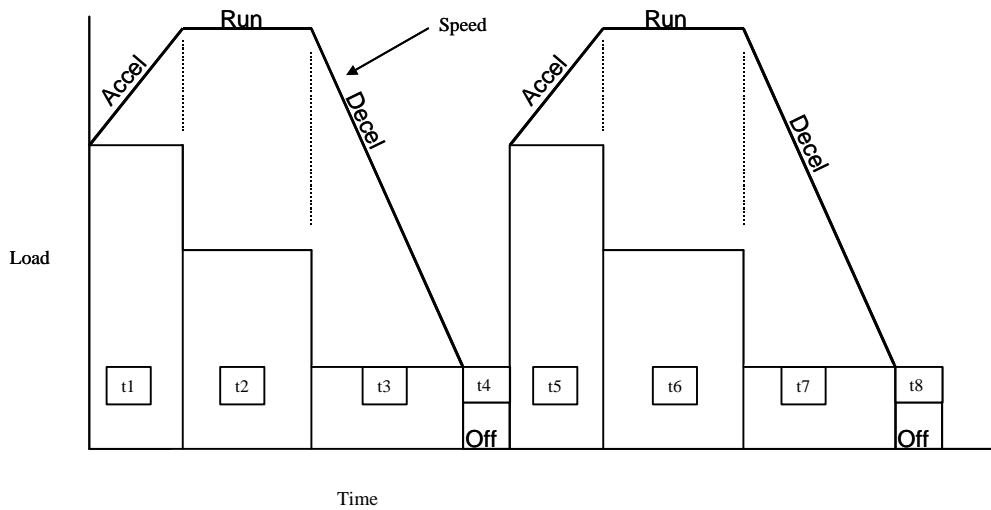 Run
Speed
Run
Accel
Decel
Accel
Decel
Load
t1
t2
t3
t4
t5
t6
t7
t8
Off
Off
Time